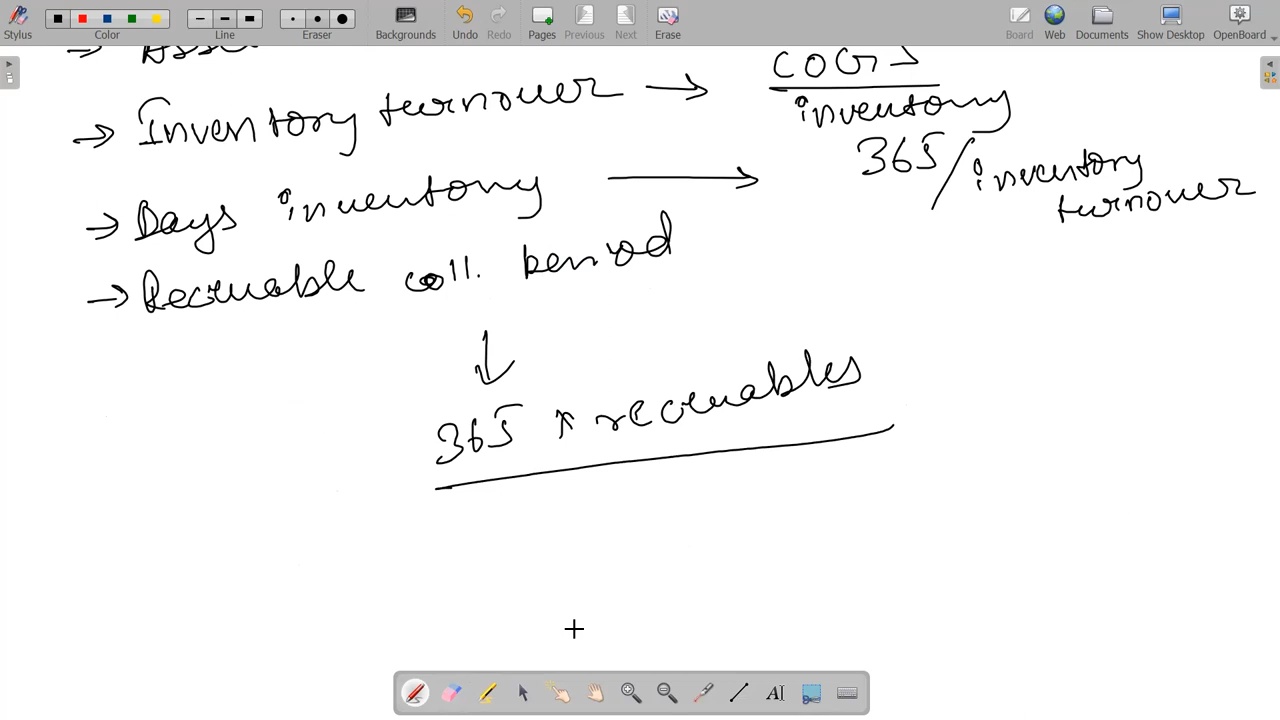 Stylus Color Line Eraser Backgrounds Undo Redo Pages Previous Next Erase Board Web Documents Show Desktop OpenBoard
→ Asse
→ Inventory turnover → COGS
inventory
→ Days inventory → 365/inventory
turnover
→ Receivable coll. period
↓
365 × receivables